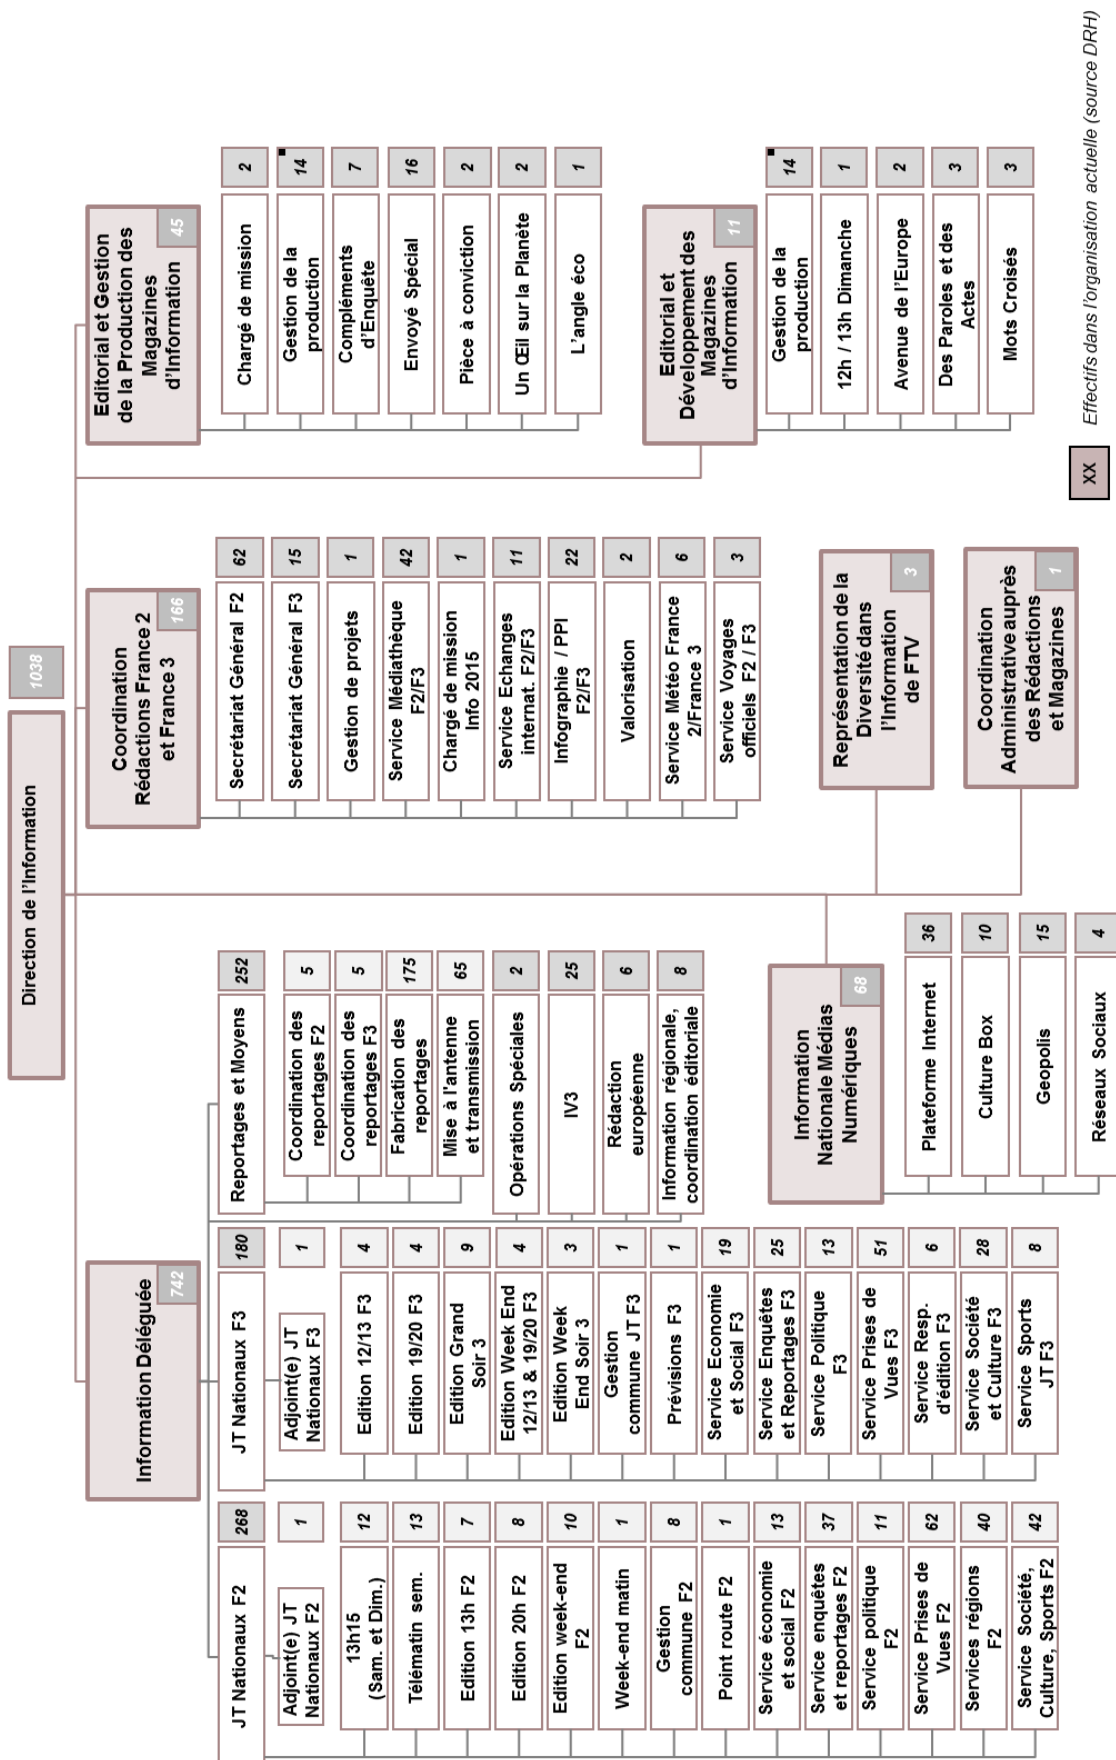 Direction de l'Information
1038
Information Déléguée
742
JT Nationaux F2
268
Adjoint(e) JT
Nationaux F2
1
13h15
(Sam. et Dim.)
12
Télématin sem.
13
Edition 13h F2
7
Edition 20h F2
8
Edition week-end
F2
10
Week-end matin
1
Gestion
commune F2
8
Point route F2
1
Service économie
et social F2
13
Service enquêtes
et reportages F2
37
Service politique
F2
11
Service Prises de
Vues F2
62
Services régions
F2
40
Service Société,
Culture, Sports F2
42
JT Nationaux F3
180
Adjoint(e) JT
Nationaux F3
1
Edition 12/13 F3
4
Edition 19/20 F3
4
Edition Grand
Soir 3
9
Edition Week End
12/13 & 19/20 F3
4
Edition Week
End Soir 3
3
Gestion
commune JT F3
1
Prévisions F3
1
Service Economie
et Social F3
19
Service Enquêtes
et Reportages F3
25
Service Politique
F3
13
Service Prises de
Vues F3
51
Service Resp.
d'édition F3
6
Service Société
et Culture F3
28
Service Sports
JT F3
8
Reportages et Moyens
252
Coordination des
reportages F2
5
Coordination des
reportages F3
5
Fabrication des
reportages
175
Mise à l'antenne
et transmission
65
Opérations Spéciales
2
IV3
25
Rédaction
européenne
6
Information régionale,
coordination éditoriale
8
Information
Nationale Médias
Numériques
68
Plateforme Internet
36
Culture Box
10
Geopolis
15
Réseaux Sociaux
4
Coordination
Rédactions France 2
et France 3
166
Secrétariat Général F2
62
Secrétariat Général F3
15
Gestion de projets
1
Service Médiathèque
F2/F3
42
Chargé de mission
Info 2015
1
Service Echanges
internat. F2/F3
11
Infographie / PPI
F2/F3
22
Valorisation
2
Service Météo France
2/France 3
6
Service Voyages
officiels F2 / F3
3
Représentation de la
Diversité dans
l'Information
de FTV
3
Coordination
Administrative auprès
des Rédactions
et Magazines
1
Editorial et Gestion
de la Production des
Magazines
d'Information
45
Chargé de mission
2
Gestion de la
production
14
Compléments
d'Enquête
7
Envoyé Spécial
16
Pièce à conviction
2
Un Œil sur la Planète
2
L'angle éco
1
Editorial et
Développement des
Magazines
d'Information
11
Gestion de la
production
14
12h / 13h Dimanche
1
Avenue de l'Europe
2
Des Paroles et des
Actes
3
Mots Croisés
3
XX
Effectifs dans l'organisation actuelle (source DRH)